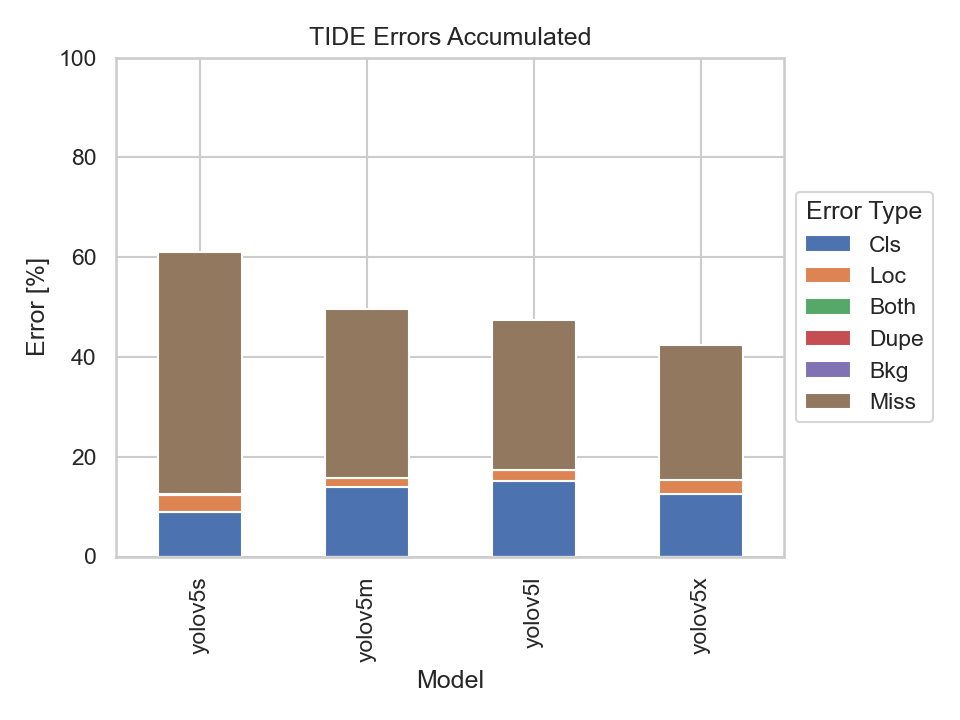 TIDE Errors Accumulated
Error [%]
100
80
60
40
20
0
yolov5s
yolov5m
yolov5l
yolov5x
Model
Error Type
Cls
Loc
Both
Dupe
Bkg
Miss